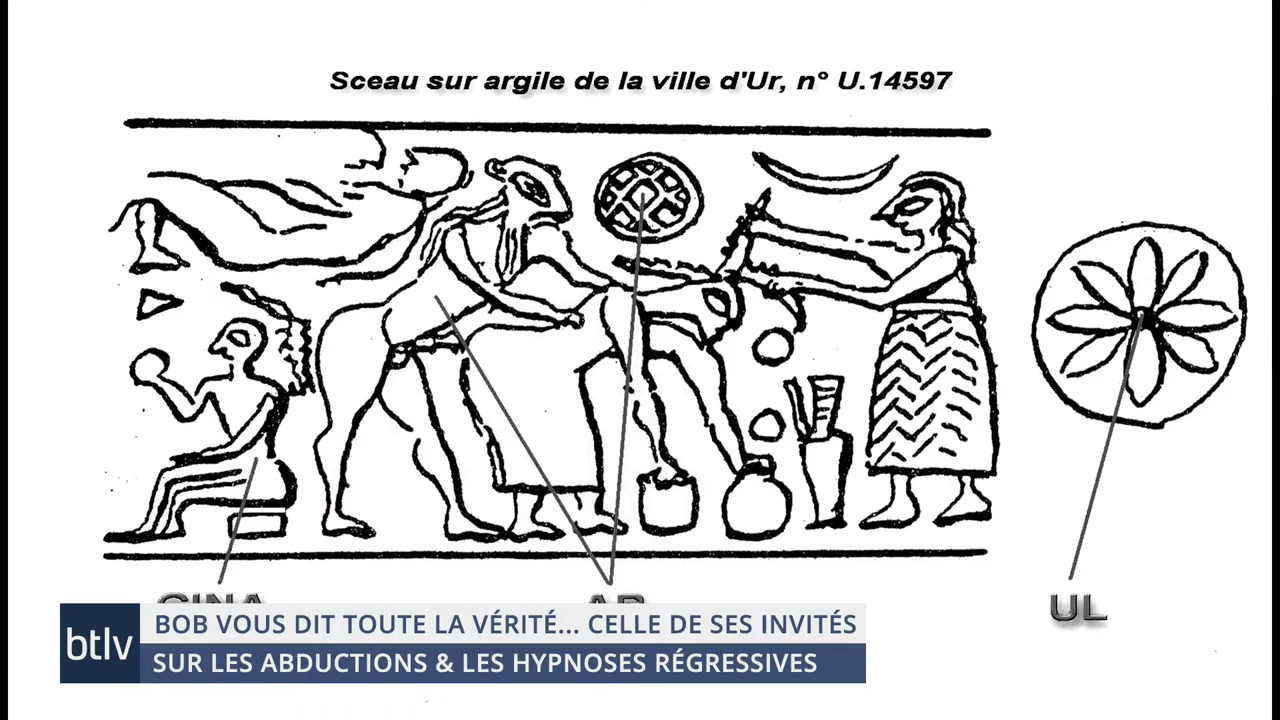 Sceau sur argile de la ville d'Ur, n° U.14597
UL
btlv
BOB VOUS DIT TOUTE LA VÉRITÉ... CELLE DE SES INVITÉS
SUR LES ABDUCTIONS & LES HYPNOSES RÉGRESSIVES